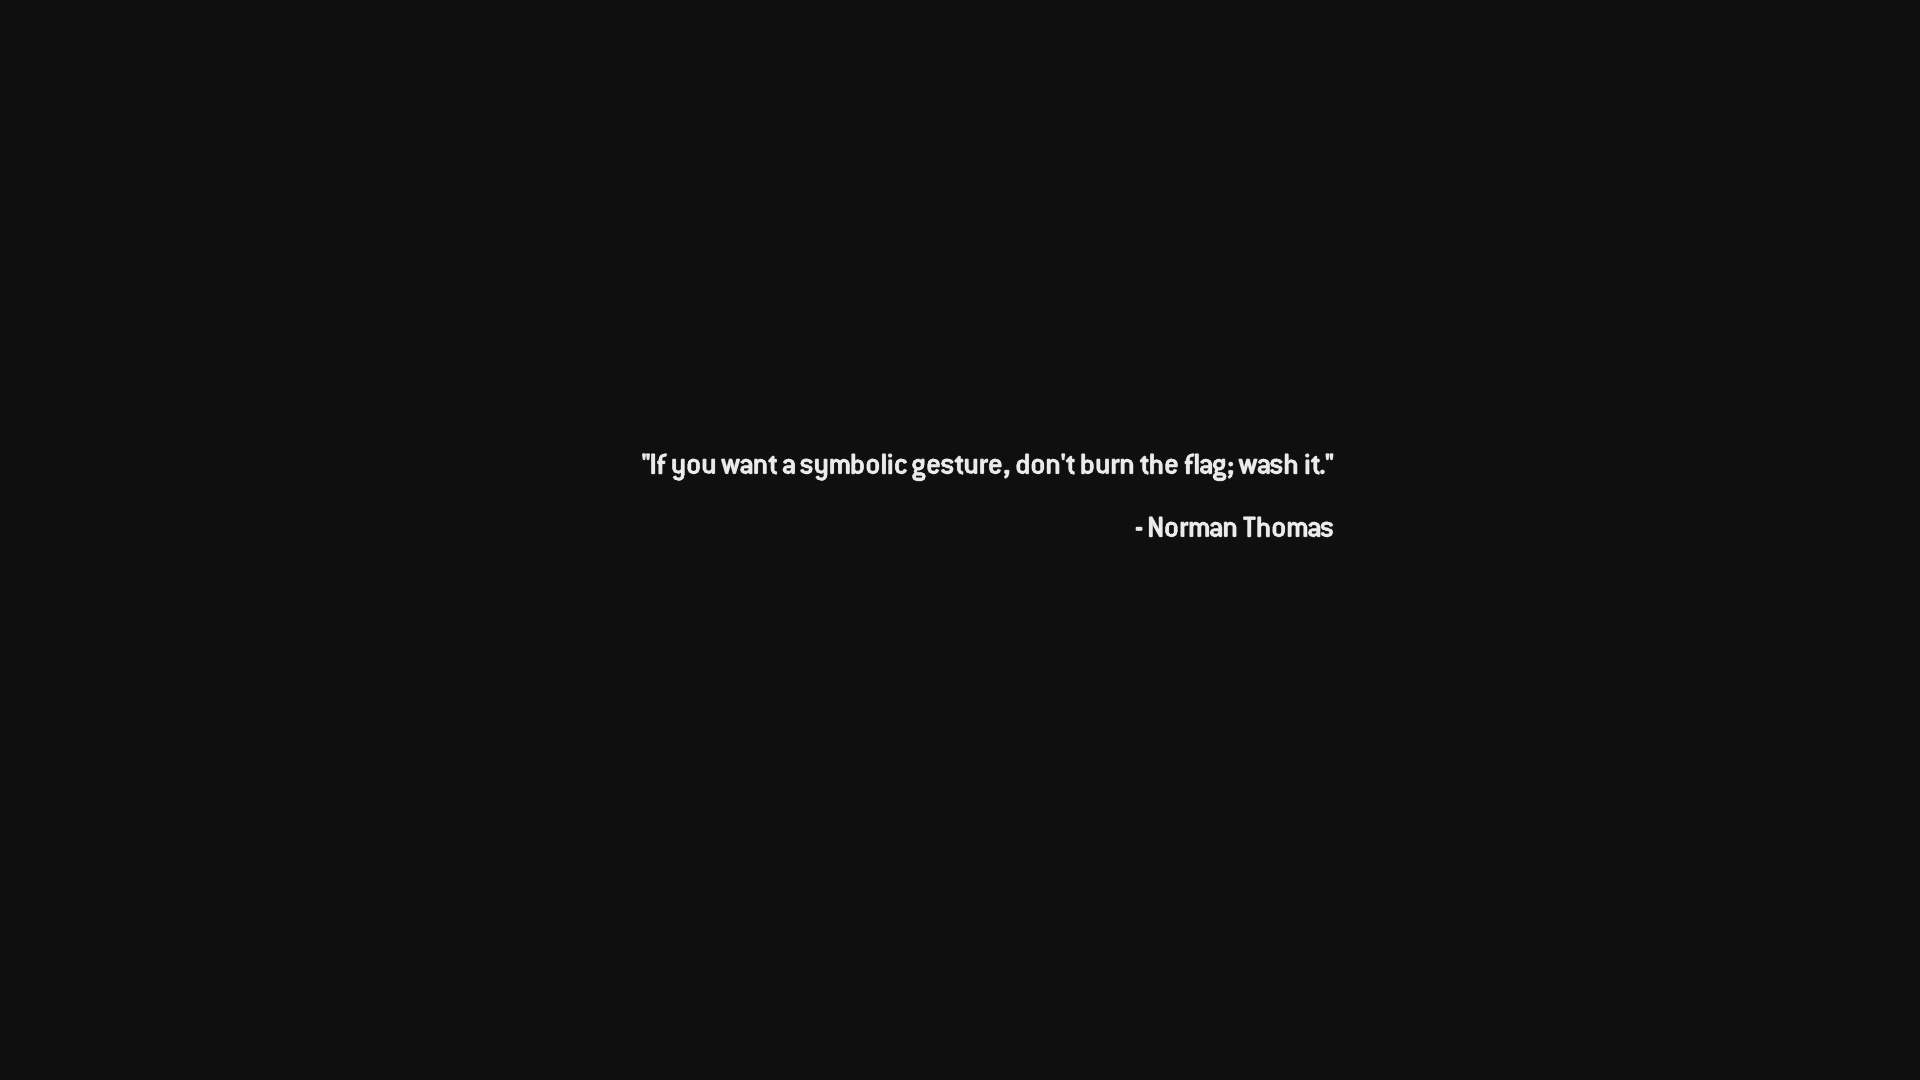 "If you want a symbolic gesture, don't burn the flag; wash it."
- Norman Thomas